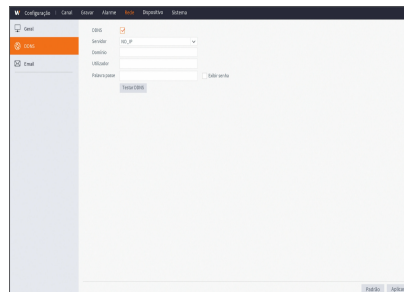 Configuração | Canal Gravar Alarme Rede Dispositivo Sistema
Geral
DDNS
Email
DDNS
Servidor NO_IP
Domínio
Utilizador
Palavra passe Exibir senha
Testar DDNS
Padrão Aplicar